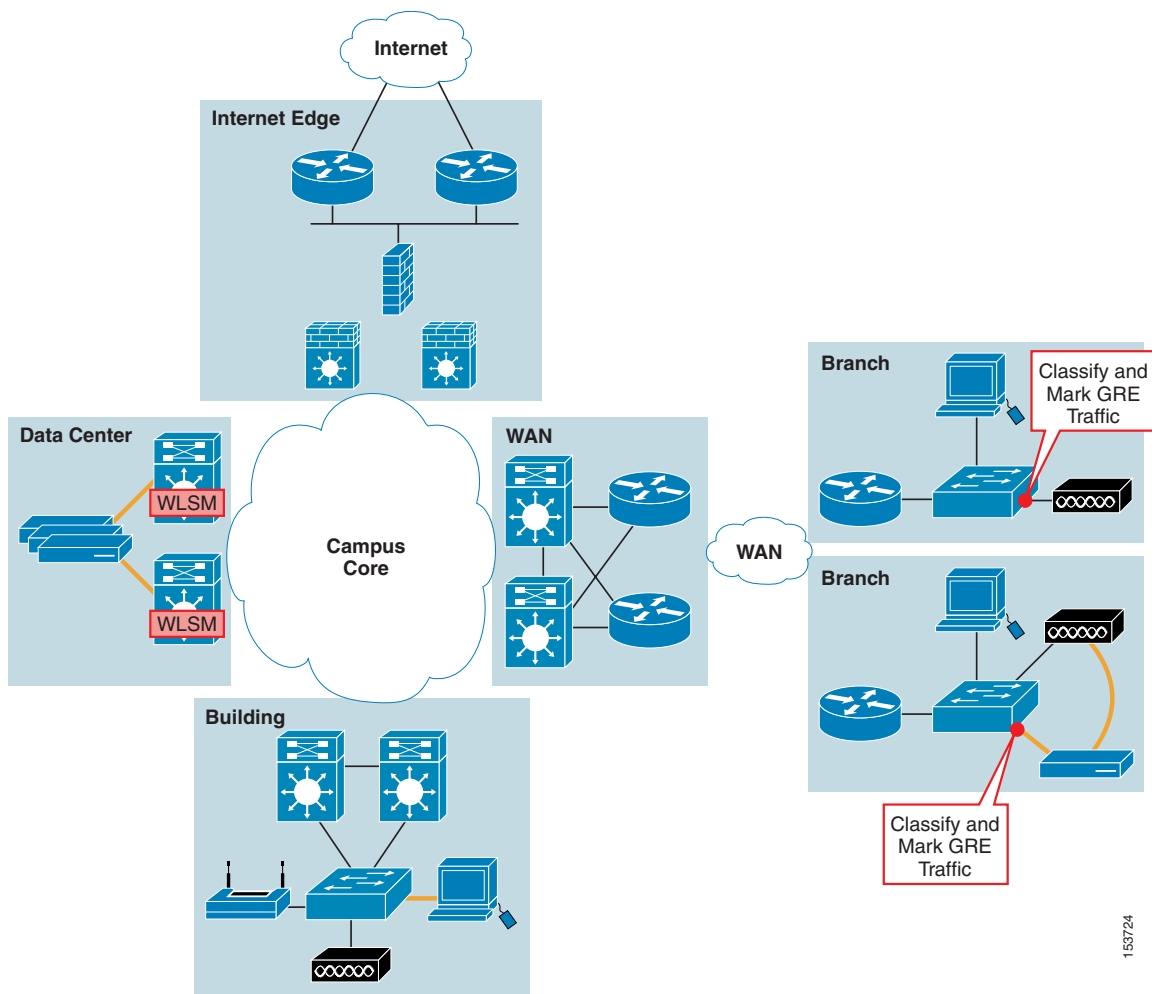 Internet
Internet Edge
Branch
Classify and
Mark GRE
Traffic
Data Center
WLSM
WLSM
Campus
Core
WAN
WAN
Branch
Classify and
Mark GRE
Traffic
Building
153724